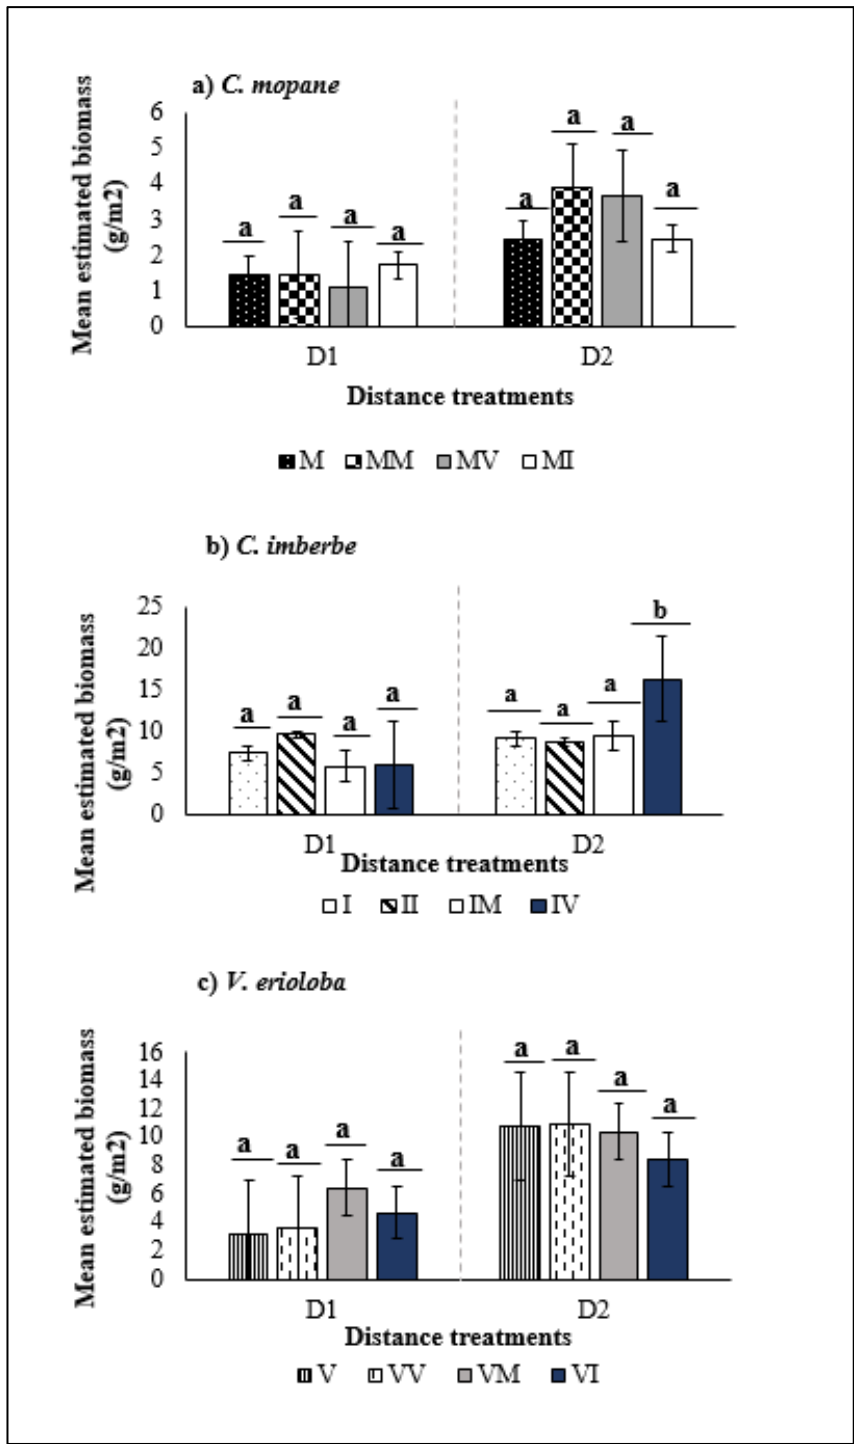 a) C. mopane
Mean estimated biomass
(g/m2)
6
5
4
3
2
1
0
a a a a a a a a
D1 D2
Distance treatments
M MM MV MI
b) C. imberbe
Mean estimated biomass
(g/m2)
25
20
15
10
5
0
a a a a a a a b
D1 D2
Distance treatments
I II IM IV
c) V. erioloba
Mean estimated biomass
(g/m2)
16
14
12
10
8
6
4
2
0
a a a a a a a a
D1 D2
Distance treatments
V VV VM VI